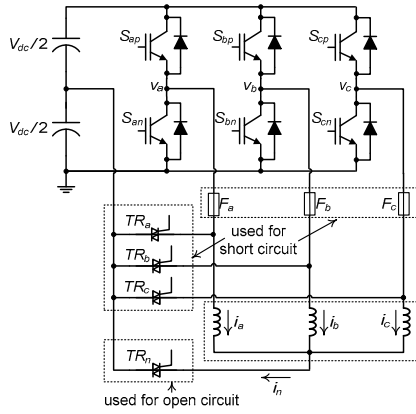 V_dc/2
V_dc/2
S_ap
S_bp
S_cp
v_a
v_b
v_c
S_an
S_bn
S_cn
F_a
F_b
F_c
TR_a
TR_b
TR_c
used for
short circuit
i_a
i_b
i_c
TR_n
i_n
used for open circuit